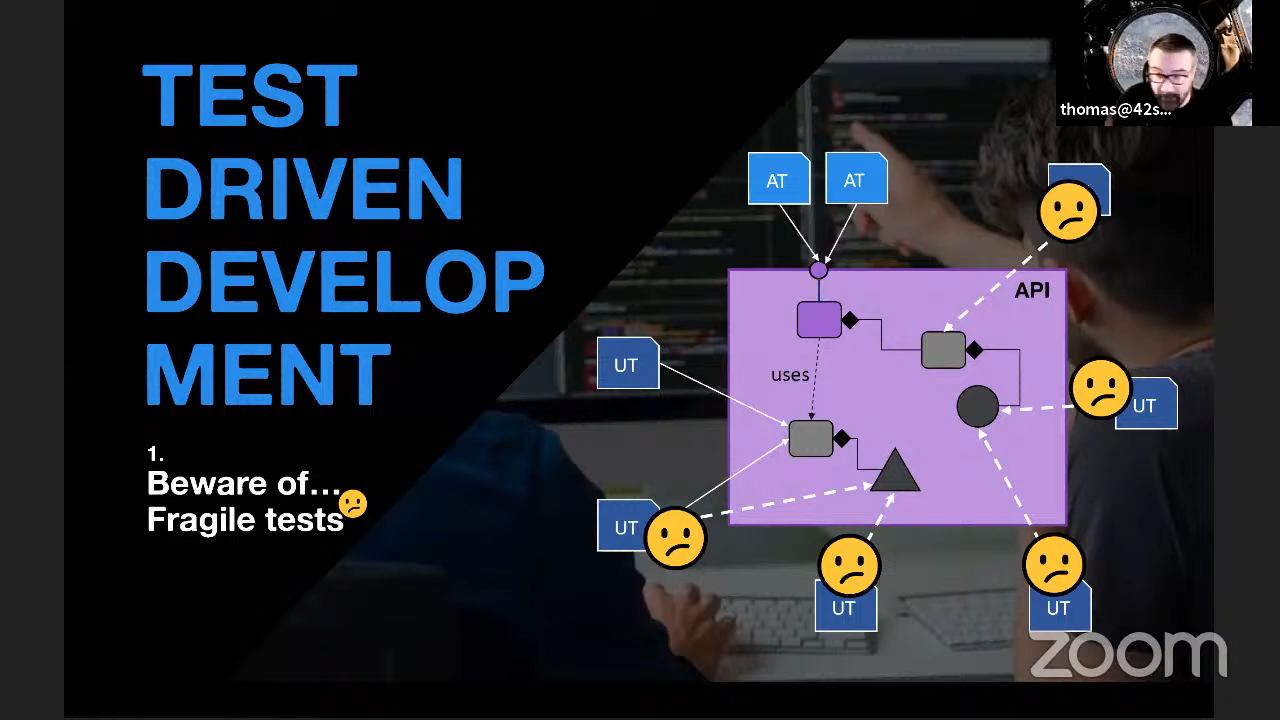 TEST
DRIVEN
DEVELOP
MENT
1.
Beware of...
Fragile tests
thomas@42s...
AT
AT
API
UT
uses
UT
UT
UT
UT
zoom